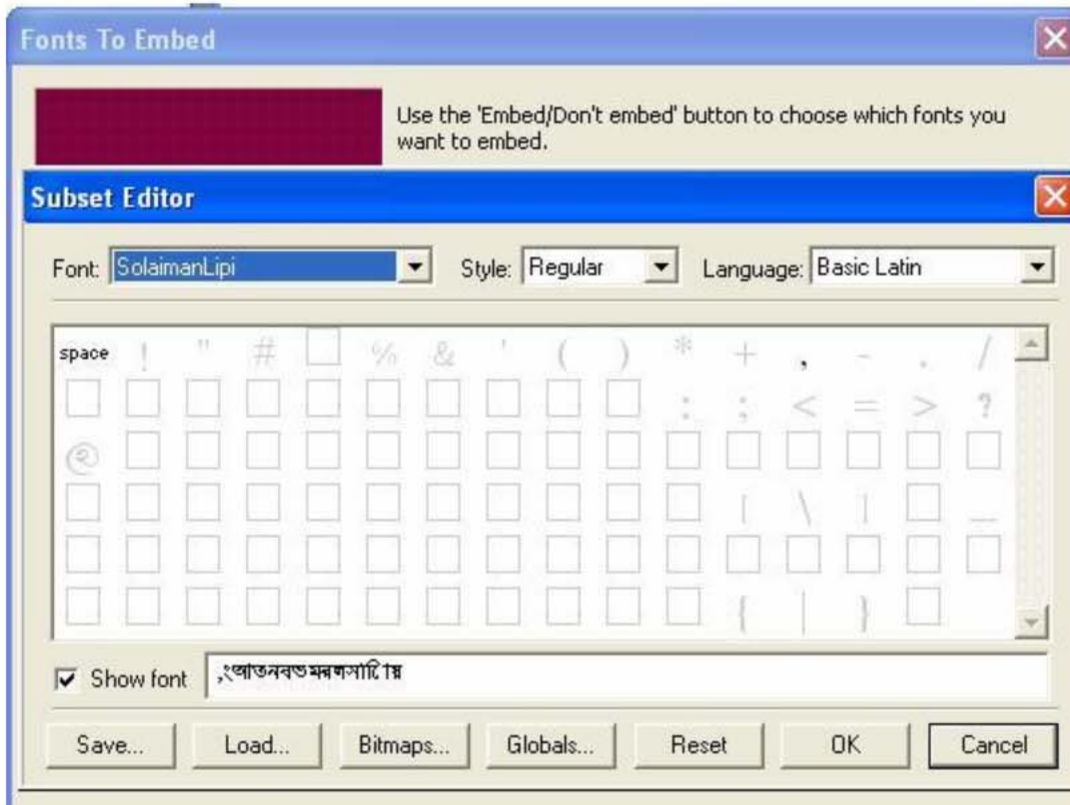 Fonts To Embed
Use the 'Embed/Don't embed' button to choose which fonts you
want to embed.
Subset Editor
Font: SolaimanLipi Style: Regular Language: Basic Latin
space ! " # % & ' ( ) * + , - . /
: ; < = > ?
@
[ \ ] _
{ | }
Show font
Save... Load... Bitmaps... Globals... Reset OK Cancel